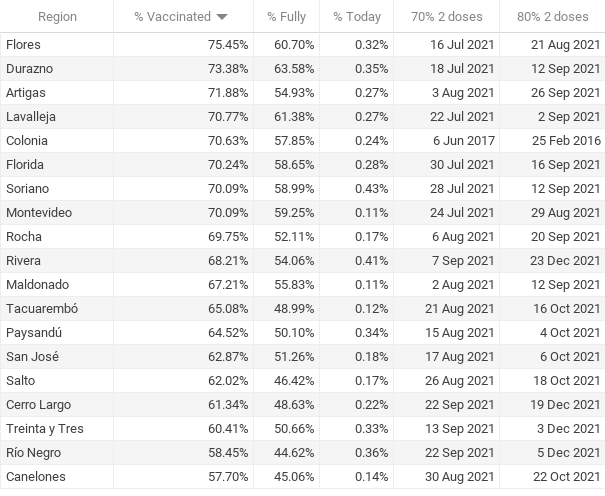 Region % Vaccinated % Fully % Today 70% 2 doses 80% 2 doses
Flores 75.45% 60.70% 0.32% 16 Jul 2021 21 Aug 2021
Durazno 73.38% 63.58% 0.35% 18 Jul 2021 12 Sep 2021
Artigas 71.88% 54.93% 0.27% 3 Aug 2021 26 Sep 2021
Lavalleja 70.77% 61.38% 0.27% 22 Jul 2021 2 Sep 2021
Colonia 70.63% 57.85% 0.24% 6 Jun 2017 25 Feb 2016
Florida 70.24% 58.65% 0.28% 30 Jul 2021 16 Sep 2021
Soriano 70.09% 58.99% 0.43% 28 Jul 2021 12 Sep 2021
Montevideo 70.09% 59.25% 0.11% 24 Jul 2021 29 Aug 2021
Rocha 69.75% 52.11% 0.17% 6 Aug 2021 20 Sep 2021
Rivera 68.21% 54.06% 0.41% 7 Sep 2021 23 Dec 2021
Maldonado 67.21% 55.83% 0.11% 2 Aug 2021 12 Sep 2021
Tacuarembó 65.08% 48.99% 0.12% 21 Aug 2021 16 Oct 2021
Paysandú 64.52% 50.10% 0.34% 15 Aug 2021 4 Oct 2021
San José 62.87% 51.26% 0.18% 17 Aug 2021 6 Oct 2021
Salto 62.02% 46.42% 0.17% 26 Aug 2021 18 Oct 2021
Cerro Largo 61.34% 48.63% 0.22% 22 Sep 2021 19 Dec 2021
Treinta y Tres 60.41% 50.66% 0.33% 13 Sep 2021 3 Dec 2021
Río Negro 58.45% 44.62% 0.36% 22 Sep 2021 5 Dec 2021
Canelones 57.70% 45.06% 0.14% 30 Aug 2021 22 Oct 2021